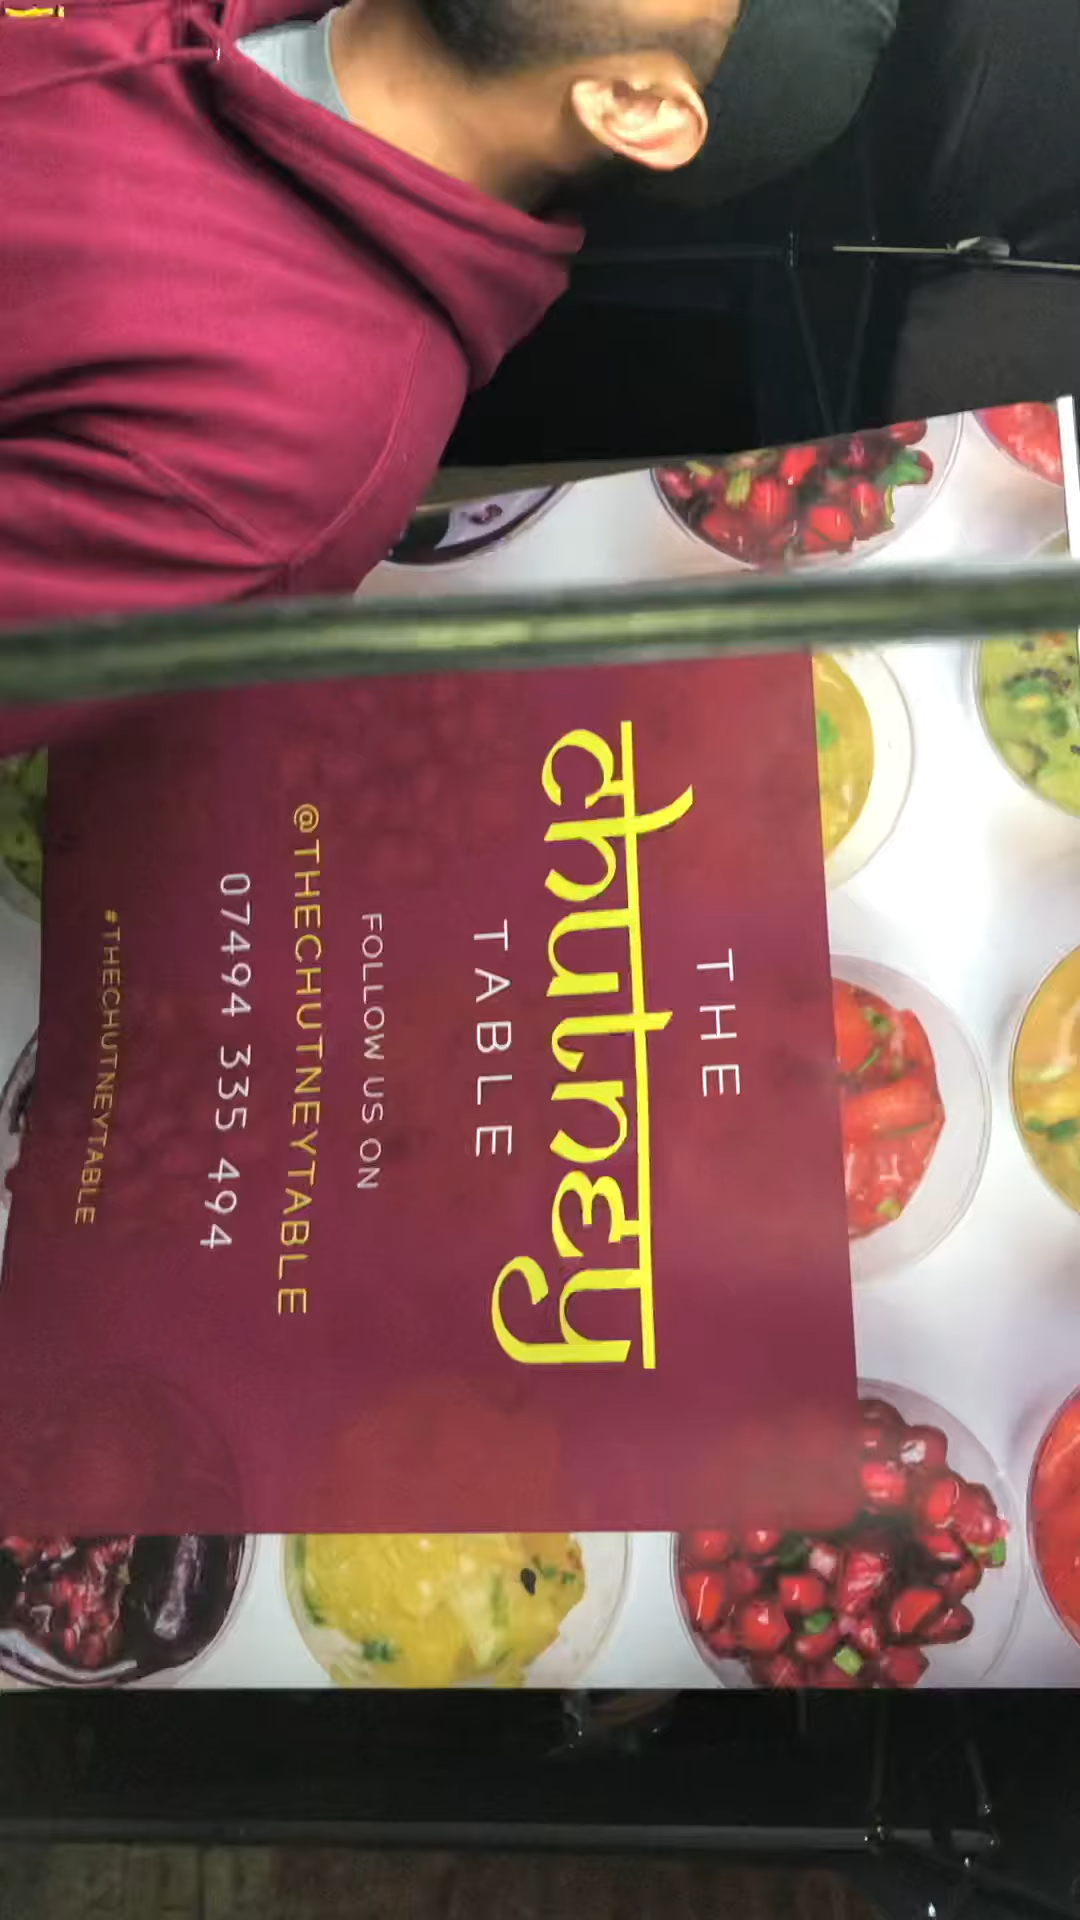 THE
chutney
TABLE
FOLLOW US ON
@THECHUTNEYTABLE
07494 335 494
#THECHUTNEYTABLE